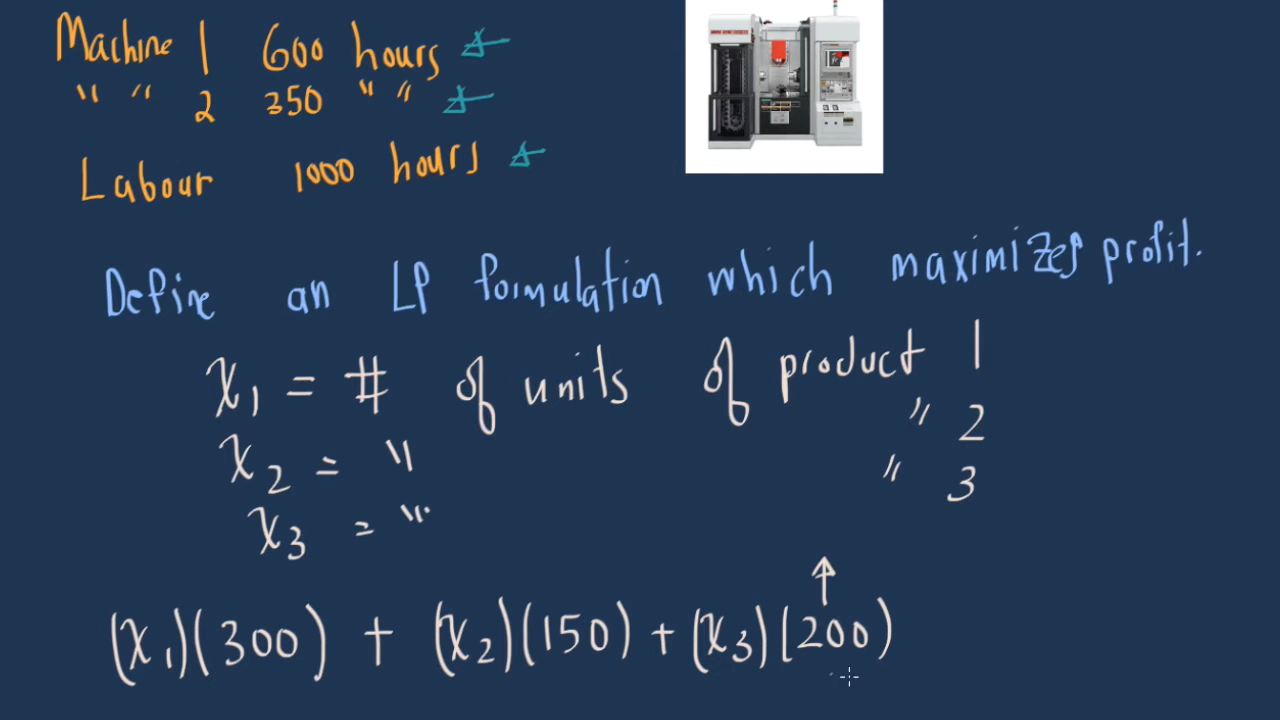 Machine 1 600 hours
" " 2 350 " "
Labour 1000 hours
Define an LP formulation which maximizes profit.
x₁ = # of units of product 1
x₂ = " " 2
x₃ = " " 3
(x₁)(300) + (x₂)(150) + (x₃)(200)